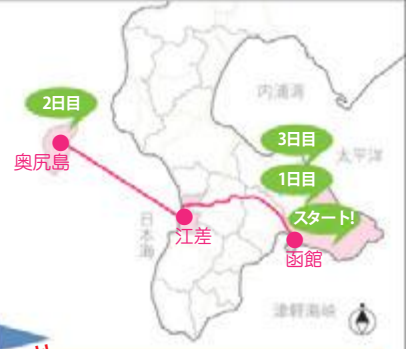 2日目
奥尻島
内浦湾
3日目
太平洋
1日目
スタート!
日本海
江差
函館
津軽海峡